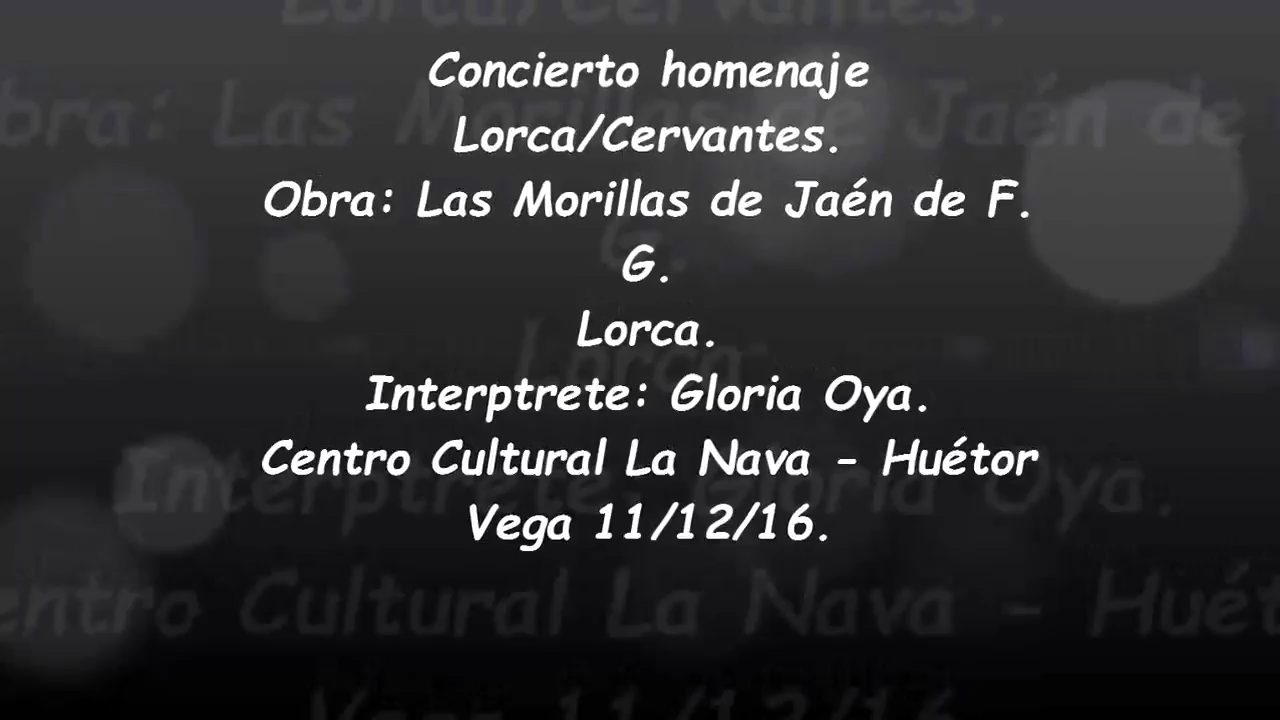 Concierto homenaje
Lorca/Cervantes.
Obra: Las Morillas de Jaén de F.
G.
Lorca.
Interptrete: Gloria Oya.
Centro Cultural La Nava - Huétor
Vega 11/12/16.